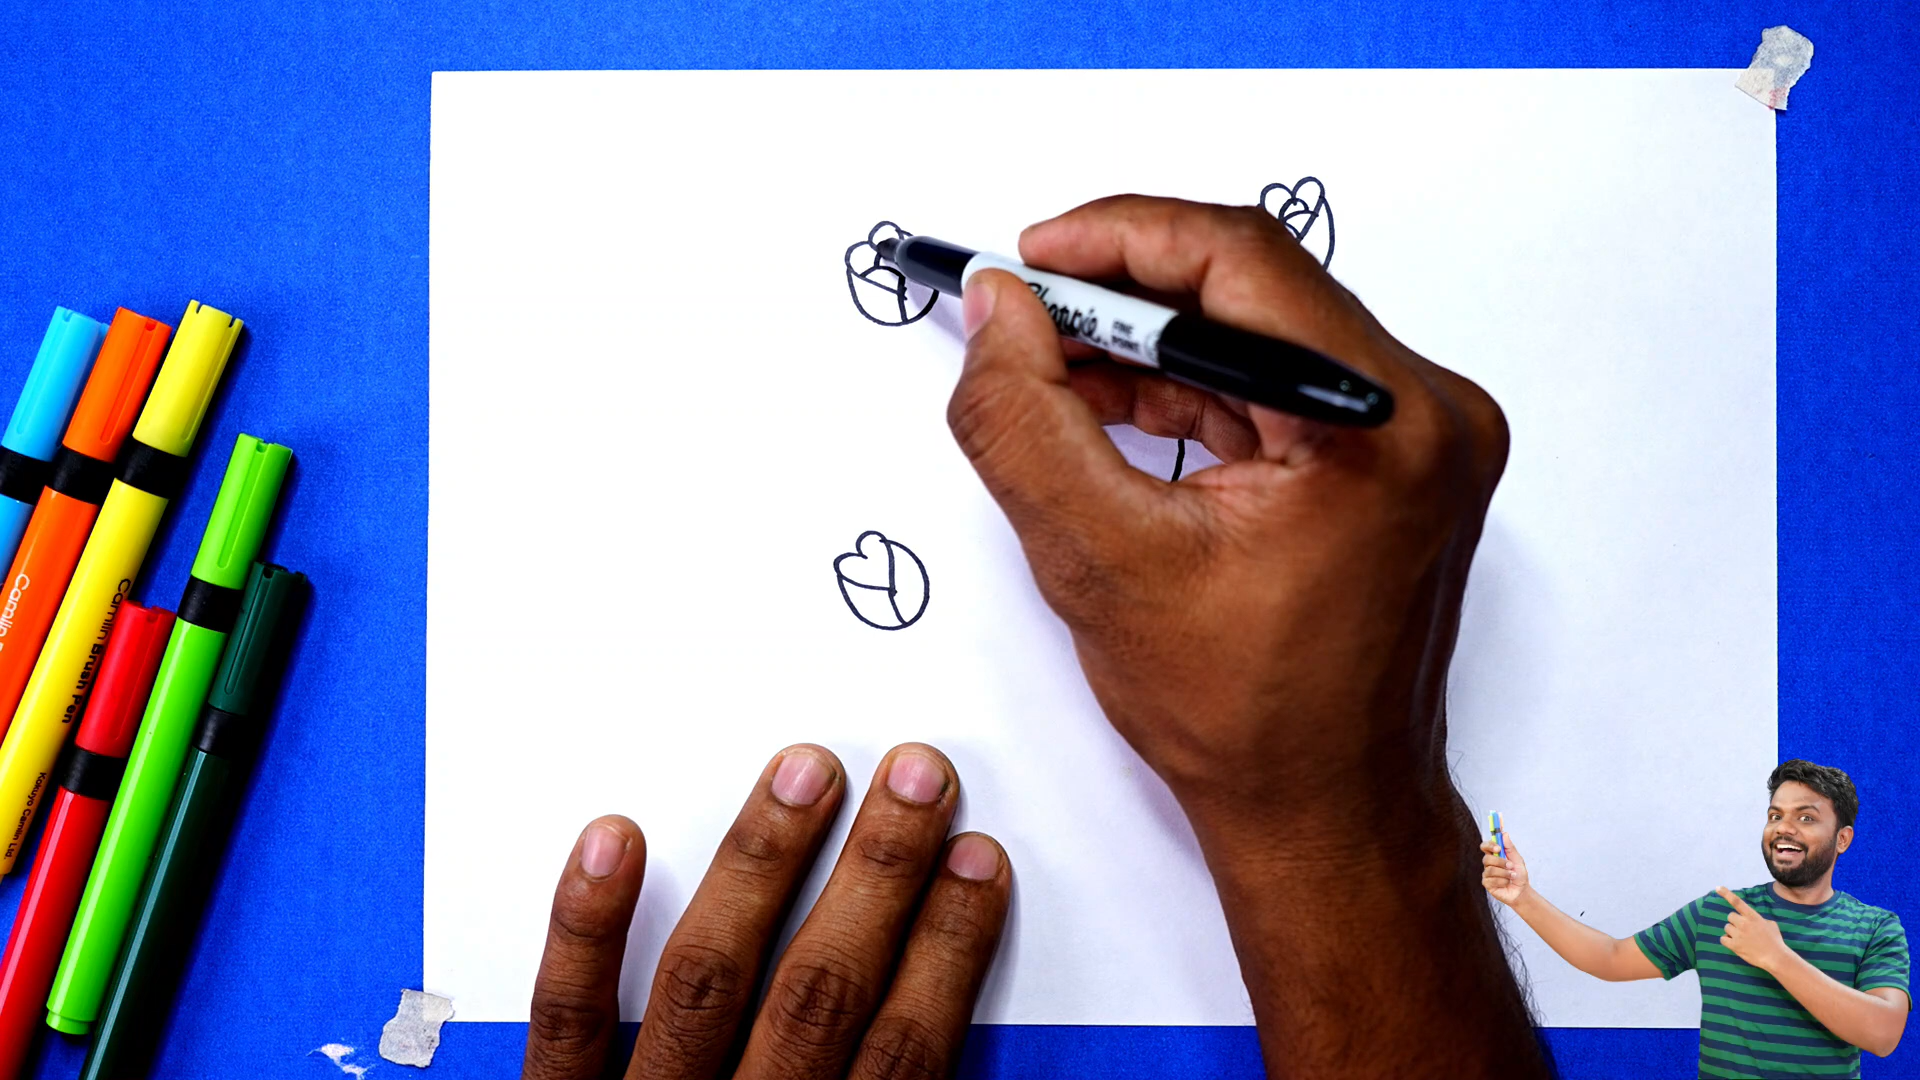 Sharpie.
FINE
POINT
Camlin
Camlin Brush Pen
Kokuyo Camlin Ltd.